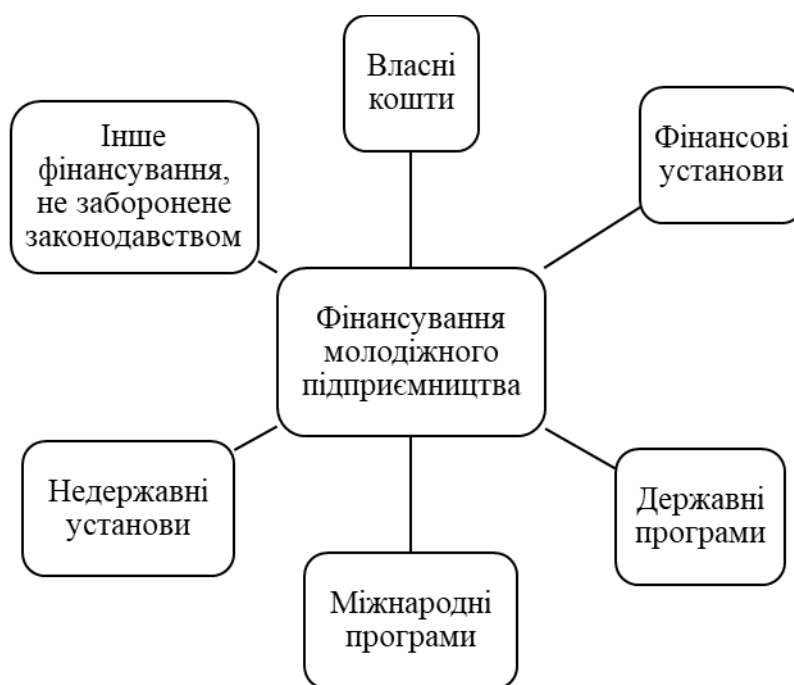 Власні
кошти
Фінансові
установи
Інше
фінансування,
не заборонене
законодавством
Фінансування
молодіжного
підприємництва
Недержавні
установи
Державні
програми
Міжнародні
програми